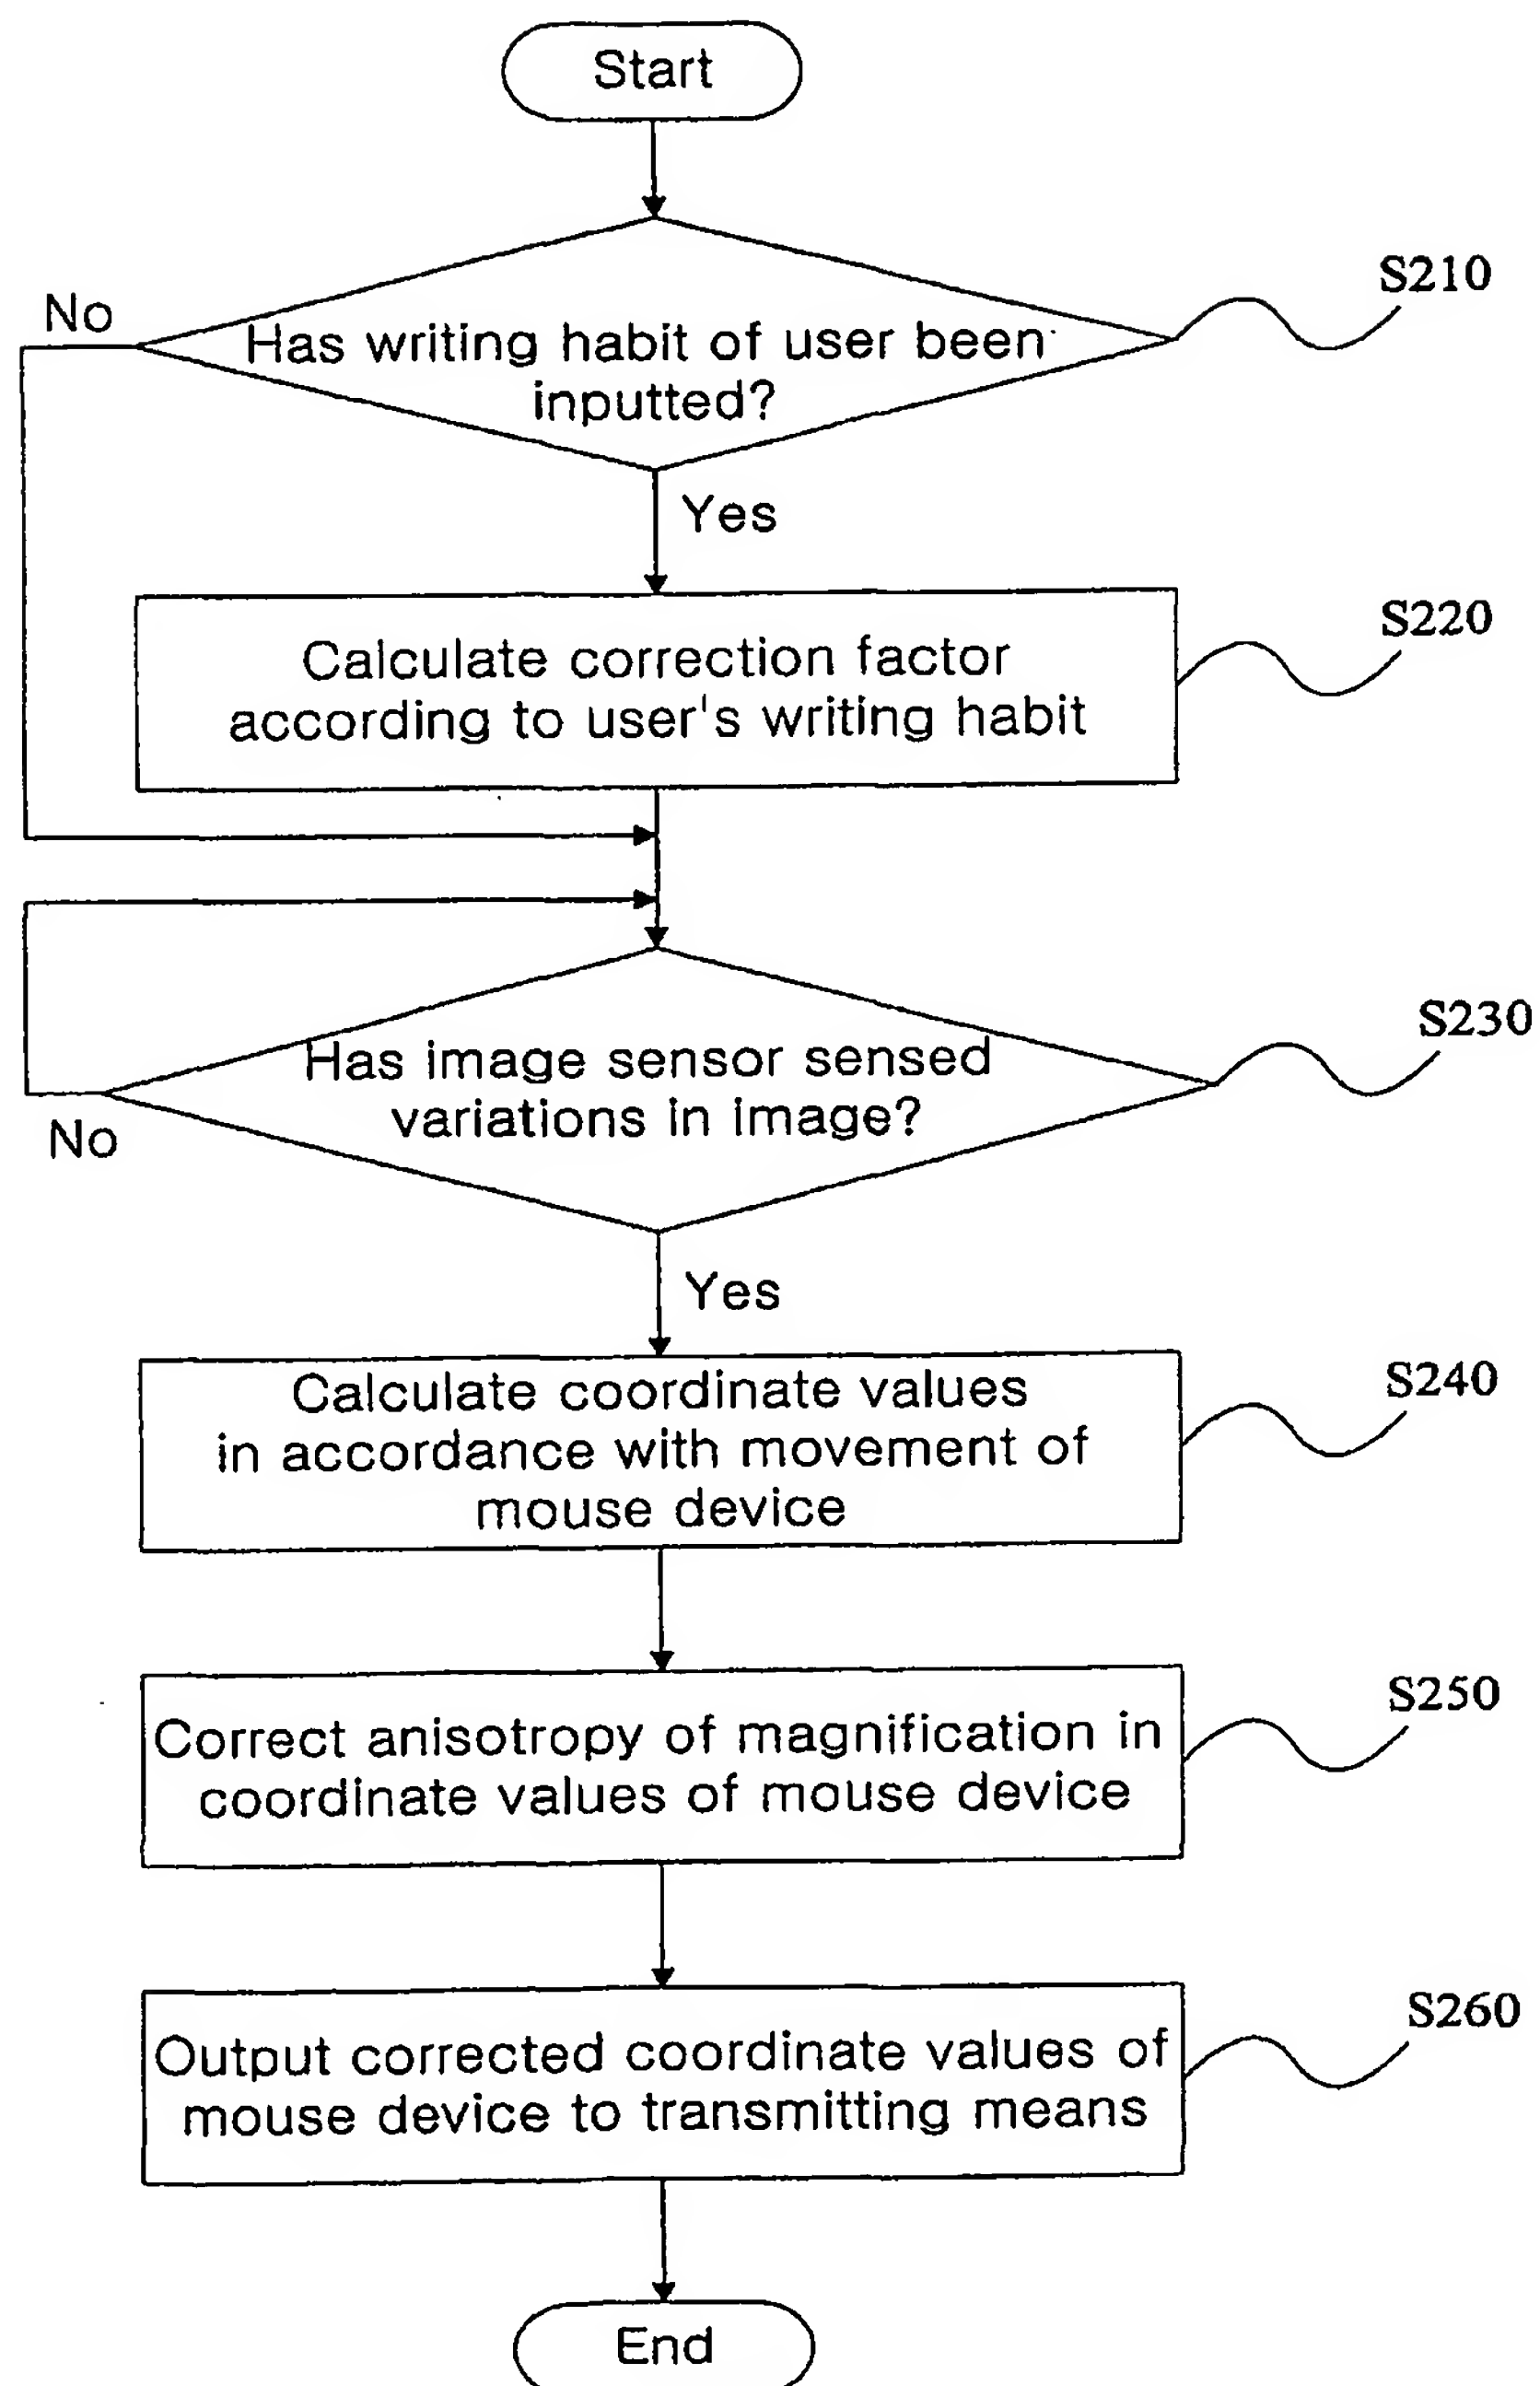 Start
S210
No
Has writing habit of user been
inputted?
Yes
S220
Calculate correction factor
according to user's writing habit
S230
Has image sensor sensed
variations in image?
No
Yes
S240
Calculate coordinate values
in accordance with movement of
mouse device
S250
Correct anisotropy of magnification in
coordinate values of mouse device
S260
Output corrected coordinate values of
mouse device to transmitting means
End